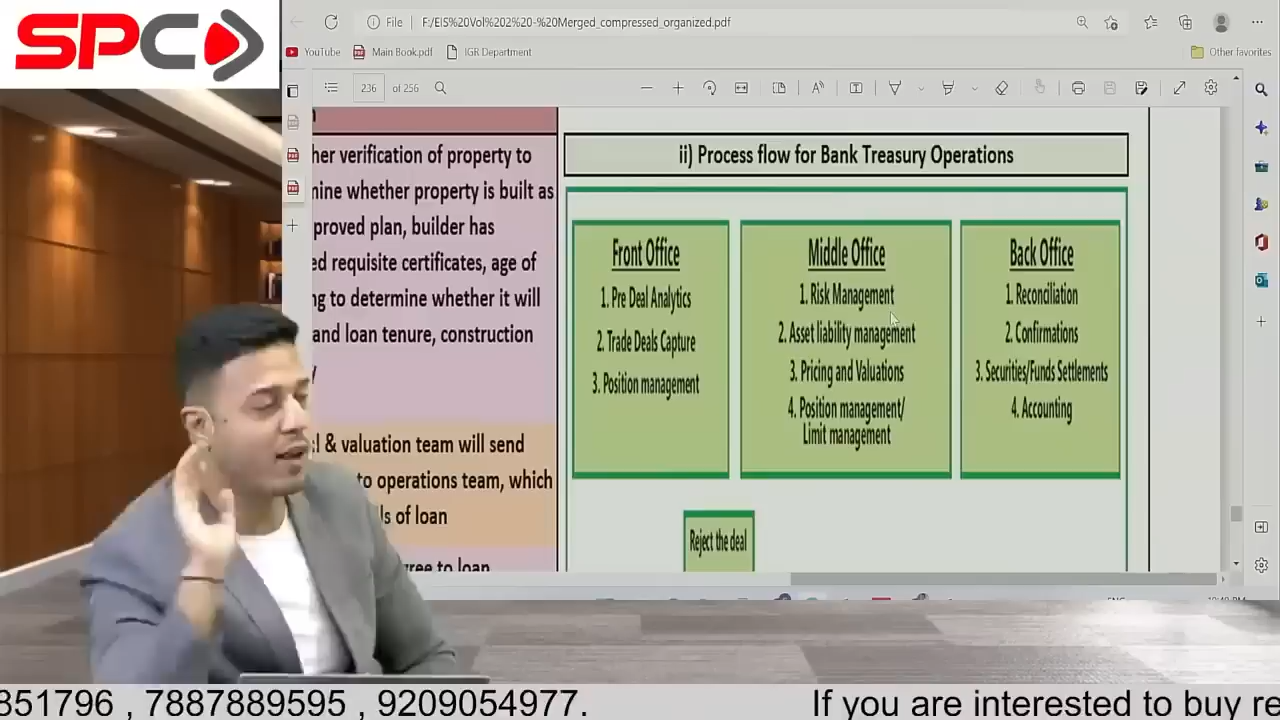 SPC
File
F:/EIS%20Vol%202%20-%20Merged_compressed_organized.pdf
YouTube
Main Book.pdf
IGR Department
Other favorites
236
of 256
her verification of property to
mine whether property is built as
proved plan, builder has
ed requisite certificates, age of
ng to determine whether it will
and loan tenure, construction
y
l & valuation team will send
to operations team, which
ls of loan
ree to loan
ii) Process flow for Bank Treasury Operations
Front Office
1. Pre Deal Analytics
2. Trade Deals Capture
3. Position management
Middle Office
1. Risk Management
2. Asset liability management
3. Pricing and Valuations
4. Position management/
Limit management
Back Office
1. Reconciliation
2. Confirmations
3. Securities/Funds Settlements
4. Accounting
Reject the deal
851796 , 7887889595 , 9209054977.
If you are interested to buy re